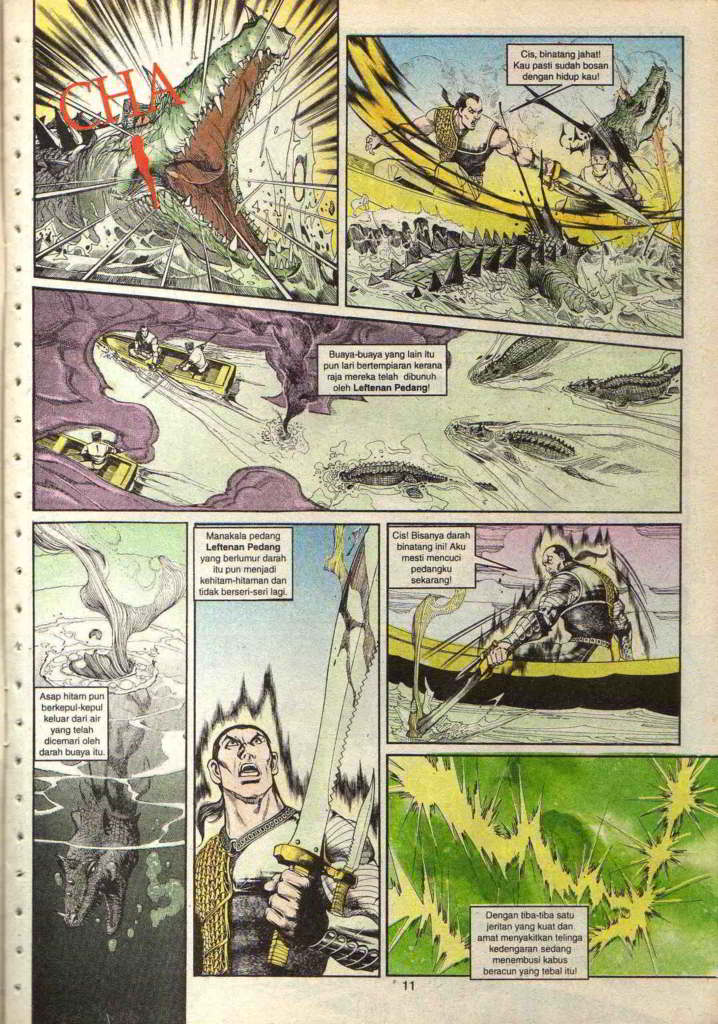 CHA
Cis, binatang jahat!
Kau pasti sudah bosan
dengan hidup kau!
Buaya-buaya yang lain itu
pun lari bertempiaran kerana
raja mereka telah dibunuh
oleh Leftenan Pedang!
Asap hitam pun
berkepul-kepul
keluar dari air
yang telah
dicemari oleh
darah buaya itu.
Manakala pedang
Leftenan Pedang
yang berlumur darah
itu pun menjadi
kehitam-hitaman dan
tidak berseri-seri lagi.
Cis! Bisanya darah
binatang ini! Aku
mesti mencuci
pedangku
sekarang!
Dengan tiba-tiba satu
jeritan yang kuat dan
amat menyakitkan telinga
kedengaran sedang
menembusi kabus
beracun yang tebal itu!
11